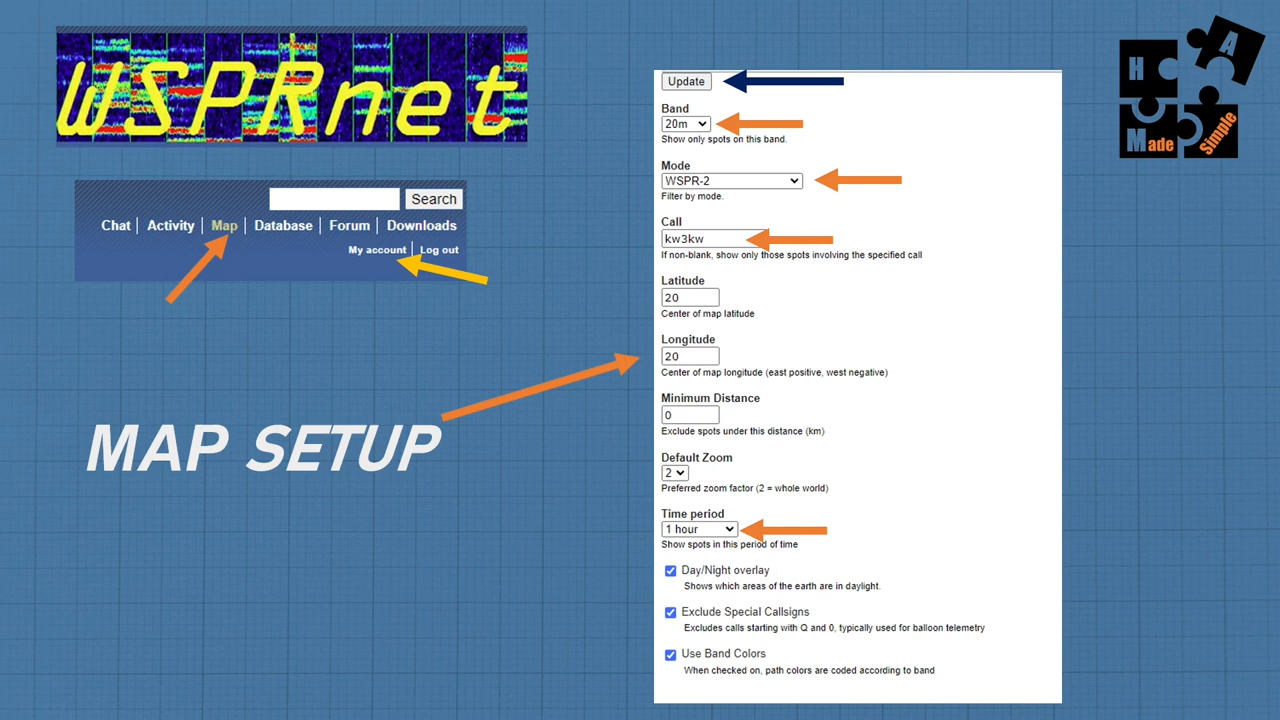 WSPRnet
Search
Chat
Activity
Map
Database
Forum
Downloads
My account
Log out
MAP SETUP
Update
Band
20m
Show only spots on this band.
Mode
WSPR-2
Filter by mode.
Call
kw3kw
If non-blank, show only those spots involving the specified call
Latitude
20
Center of map latitude
Longitude
20
Center of map longitude (east positive, west negative)
Minimum Distance
0
Exclude spots under this distance (km)
Default Zoom
2
Preferred zoom factor (2 = whole world)
Time period
1 hour
Show spots in this period of time
Day/Night overlay
Shows which areas of the earth are in daylight.
Exclude Special Callsigns
Excludes calls starting with Q and 0, typically used for balloon telemetry
Use Band Colors
When checked on, path colors are coded according to band
H
A
Made
Simple